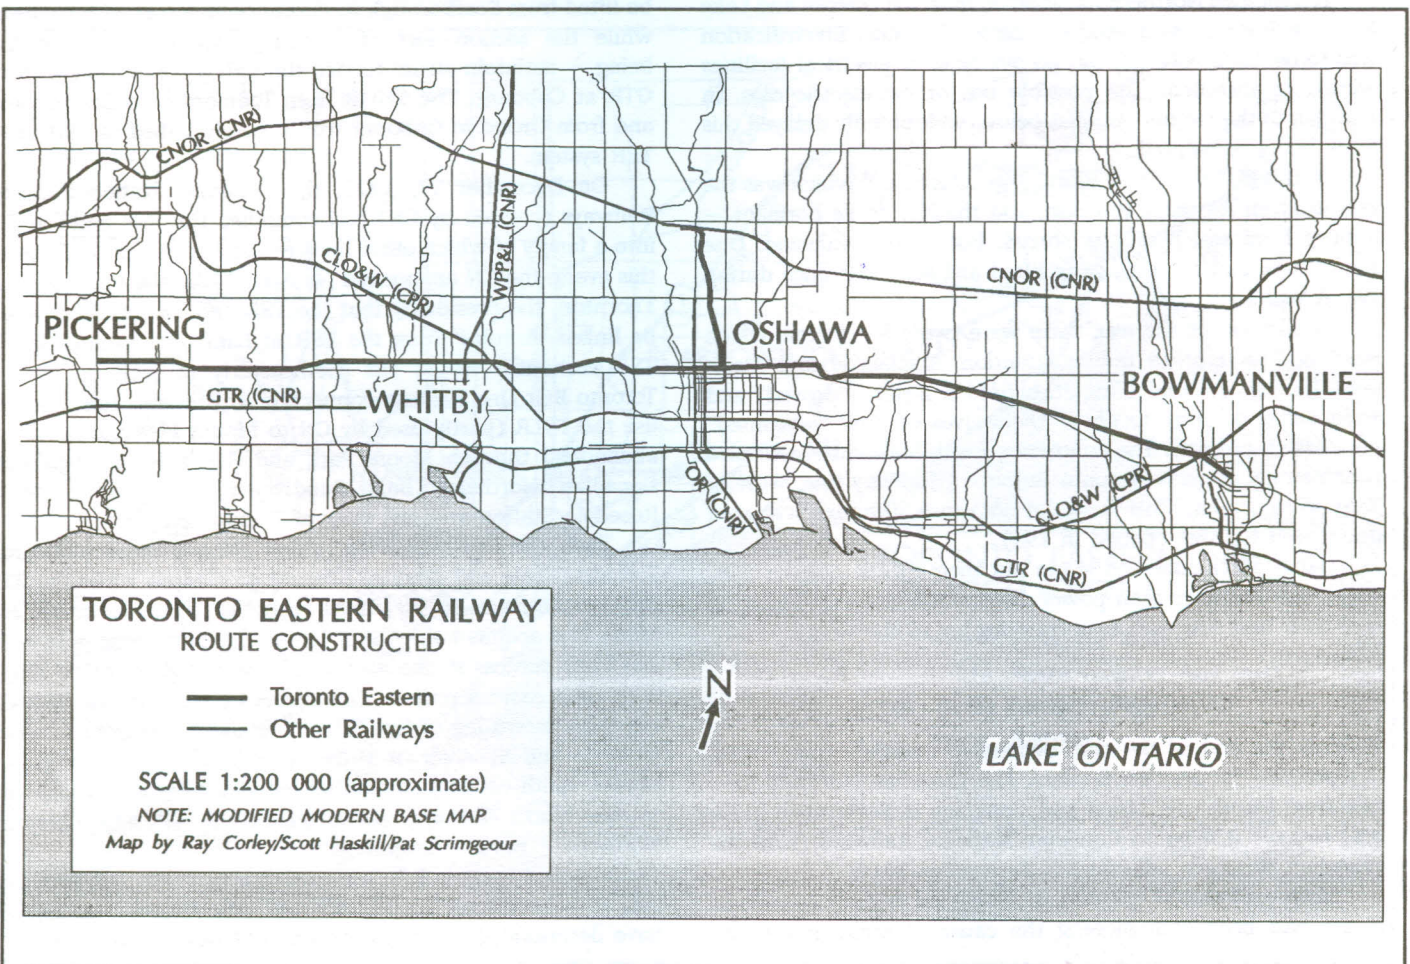 CNOR (CNR)
WPP&L (CNR)
CLO&W (CPR)
CNOR (CNR)
PICKERING
OSHAWA
GTR (CNR)
WHITBY
BOWMANVILLE
OR (CNR)
CLO&W (CPR)
GTR (CNR)
TORONTO EASTERN RAILWAY
ROUTE CONSTRUCTED
Toronto Eastern
Other Railways
SCALE 1:200 000 (approximate)
NOTE: MODIFIED MODERN BASE MAP
Map by Ray Corley/Scott Haskill/Pat Scrimgeour
N
LAKE ONTARIO